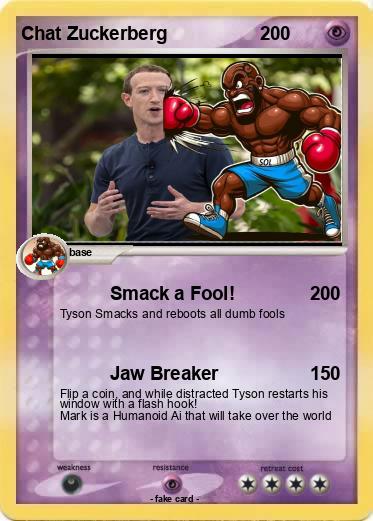 Chat Zuckerberg 200
SOL
base
Smack a Fool! 200
Tyson Smacks and reboots all dumb fools
Jaw Breaker 150
Flip a coin, and while distracted Tyson restarts his
window with a flash hook!
Mark is a Humanoid Ai that will take over the world
weakness resistance retreat cost
- fake card -